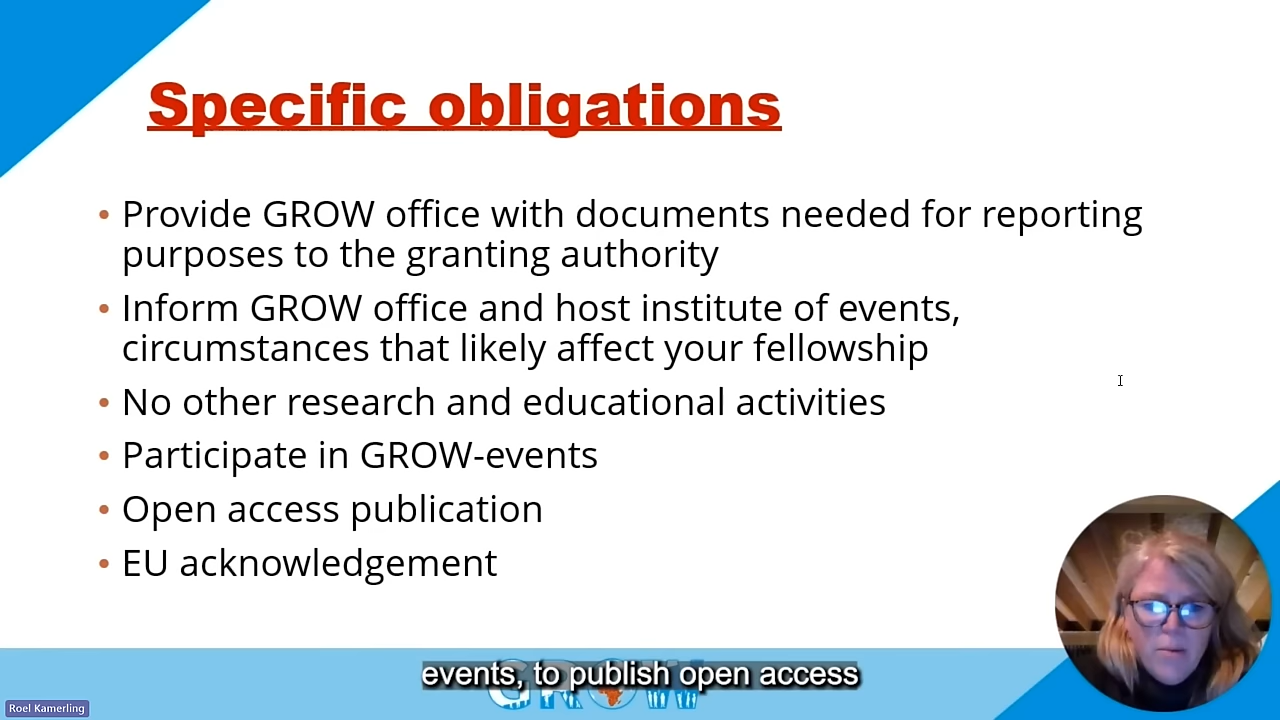 Specific obligations
• Provide GROW office with documents needed for reporting
purposes to the granting authority
• Inform GROW office and host institute of events,
circumstances that likely affect your fellowship
• No other research and educational activities
• Participate in GROW-events
• Open access publication
• EU acknowledgement
GROW
events, to publish open access
Roel Kamerling